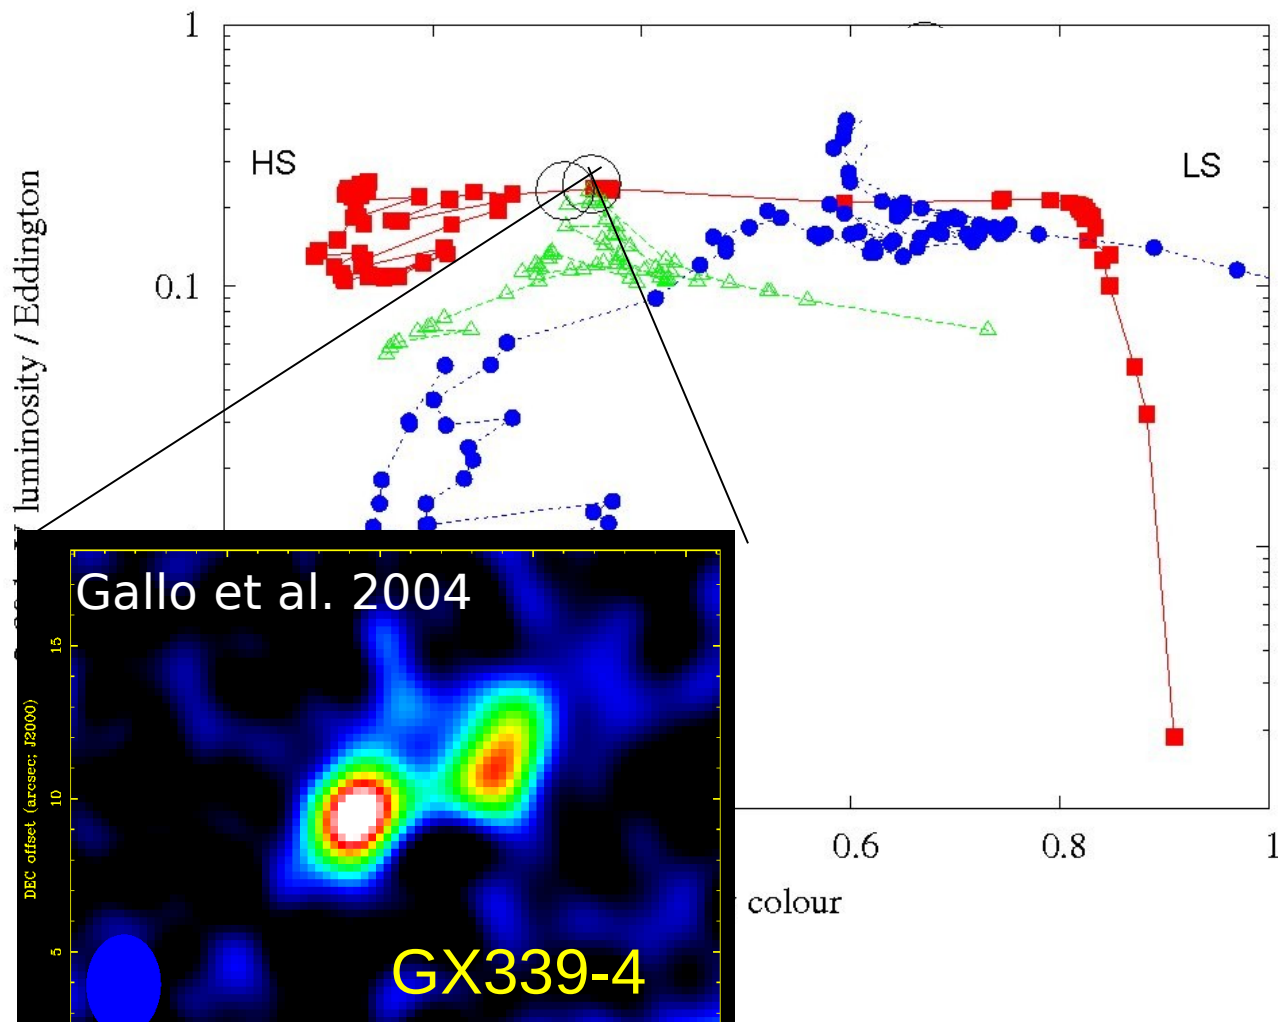 1
HS
LS
0.1
luminosity / Eddington
Gallo et al. 2004
15
10
5
DEC offset (arcsec; J2000)
GX339-4
0.6
0.8
1
colour